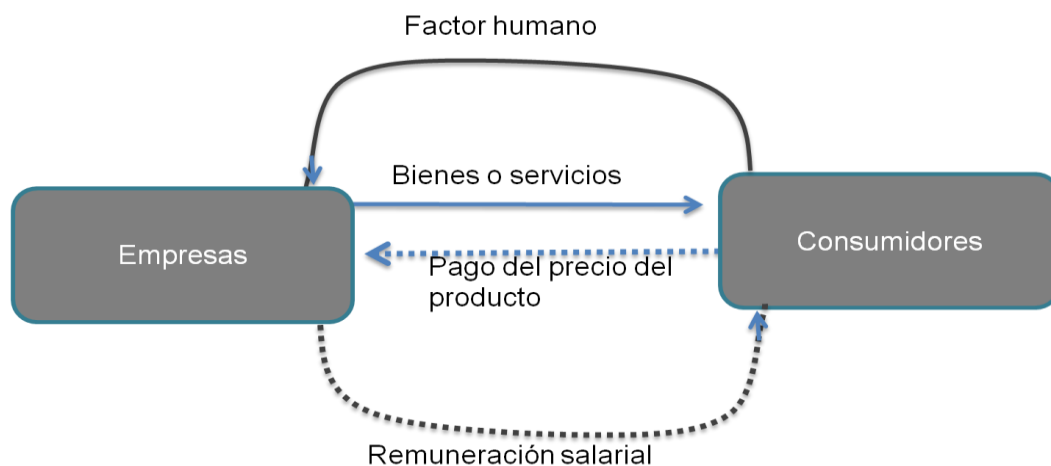 Factor humano
Bienes o servicios
Empresas
Consumidores
Pago del precio del
producto
Remuneración salarial